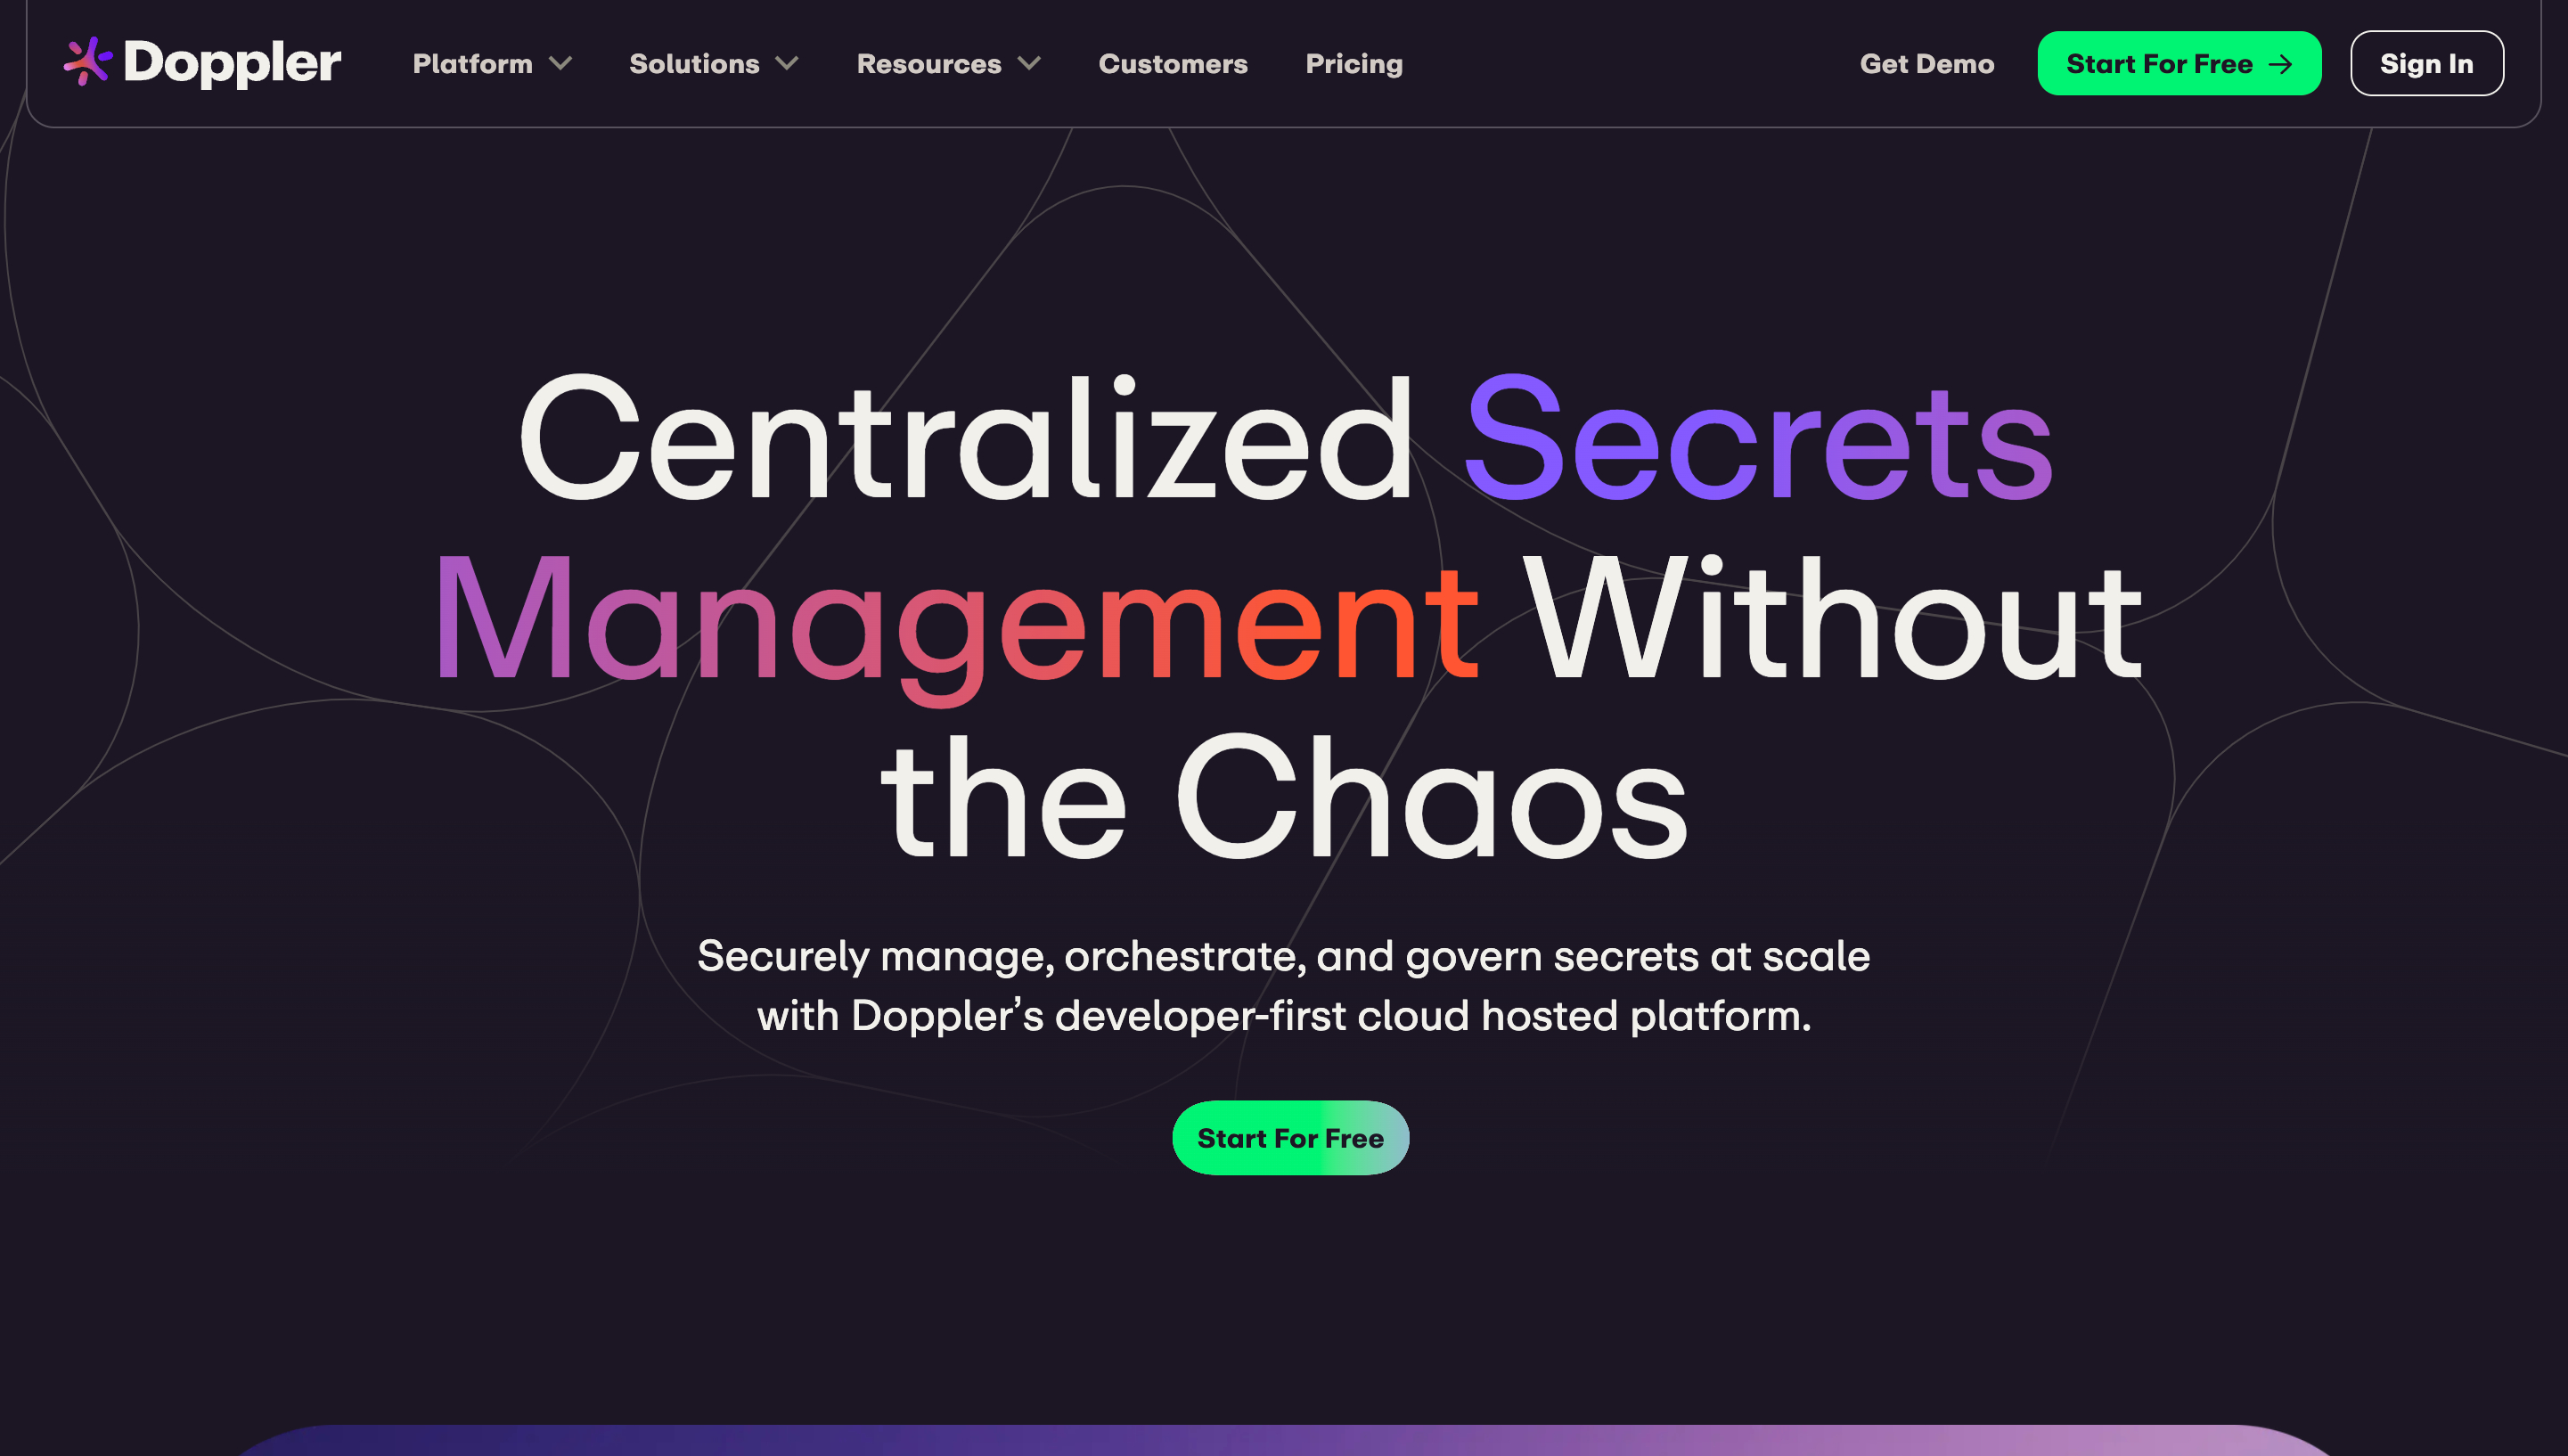 Doppler
Platform
Solutions
Resources
Customers
Pricing
Get Demo
Start For Free
Sign In
Centralized Secrets
Management Without
the Chaos
Securely manage, orchestrate, and govern secrets at scale
with Doppler’s developer-first cloud hosted platform.
Start For Free